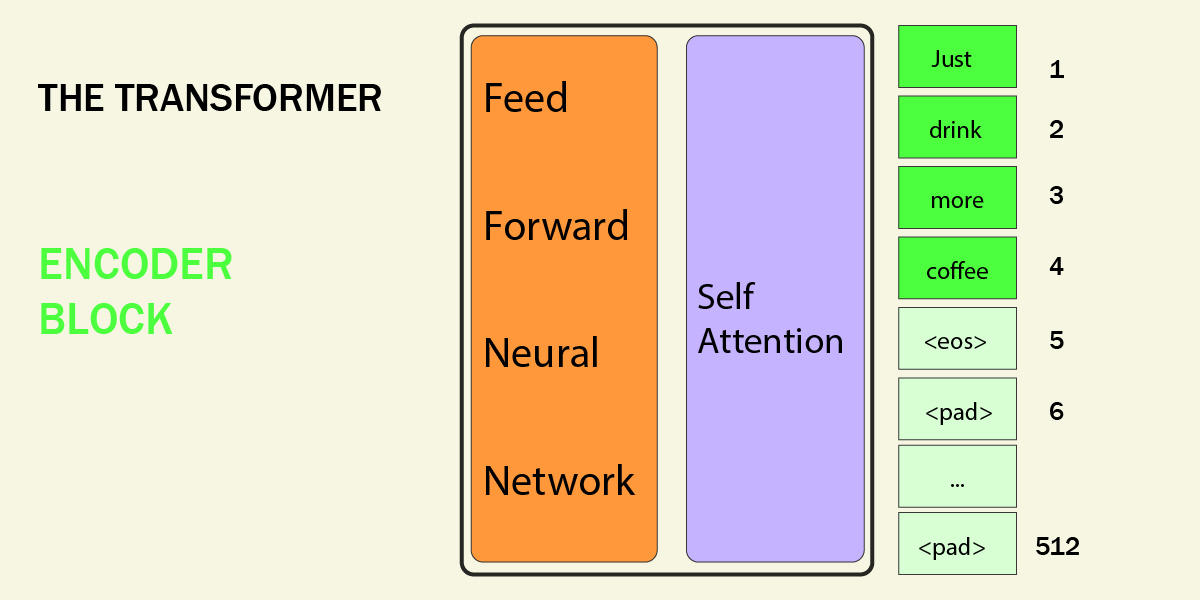 THE TRANSFORMER
ENCODER
BLOCK
Feed
Forward
Neural
Network
Self
Attention
Just 1
drink 2
more 3
coffee 4
<eos> 5
<pad> 6
...
<pad> 512